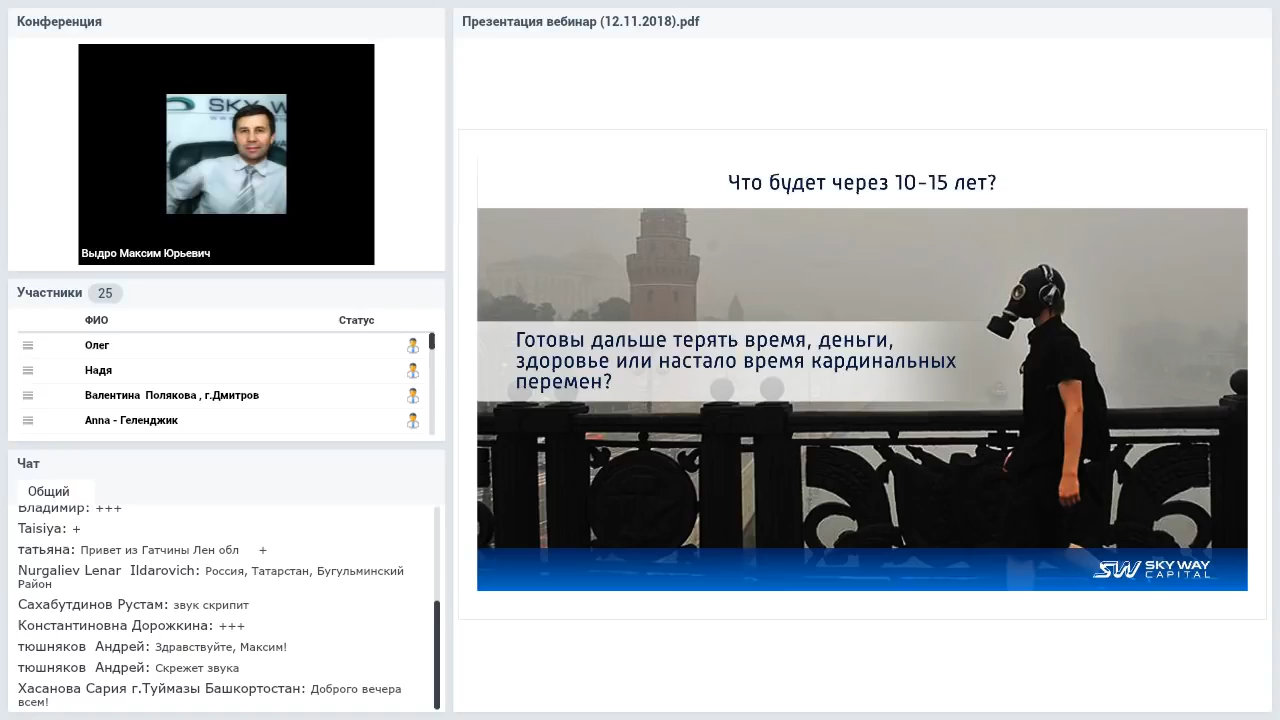 Конференция
SKY W
Выдро Максим Юрьевич
Участники 25
ФИО Статус
Олег
Надя
Валентина Полякова , г.Дмитров
Anna - Геленджик
Чат
Общий
Владимир: +++
Taisiya: +
татьяна: Привет из Гатчины Лен обл +
Nurgaliev Lenar Ildarovich: Россия, Татарстан, Бугульминский
Район
Сахабутдинов Рустам: звук скрипит
Константиновна Дорожкина: +++
тюшняков Андрей: Здравствуйте, Максим!
тюшняков Андрей: Скрежет звука
Хасанова Сария г.Туймазы Башкортостан: Доброго вечера
всем!
Презентация вебинар (12.11.2018).pdf
Что будет через 10-15 лет?
Готовы дальше терять время, деньги,
здоровье или настало время кардинальных
перемен?
SW SKY WAY
CAPITAL